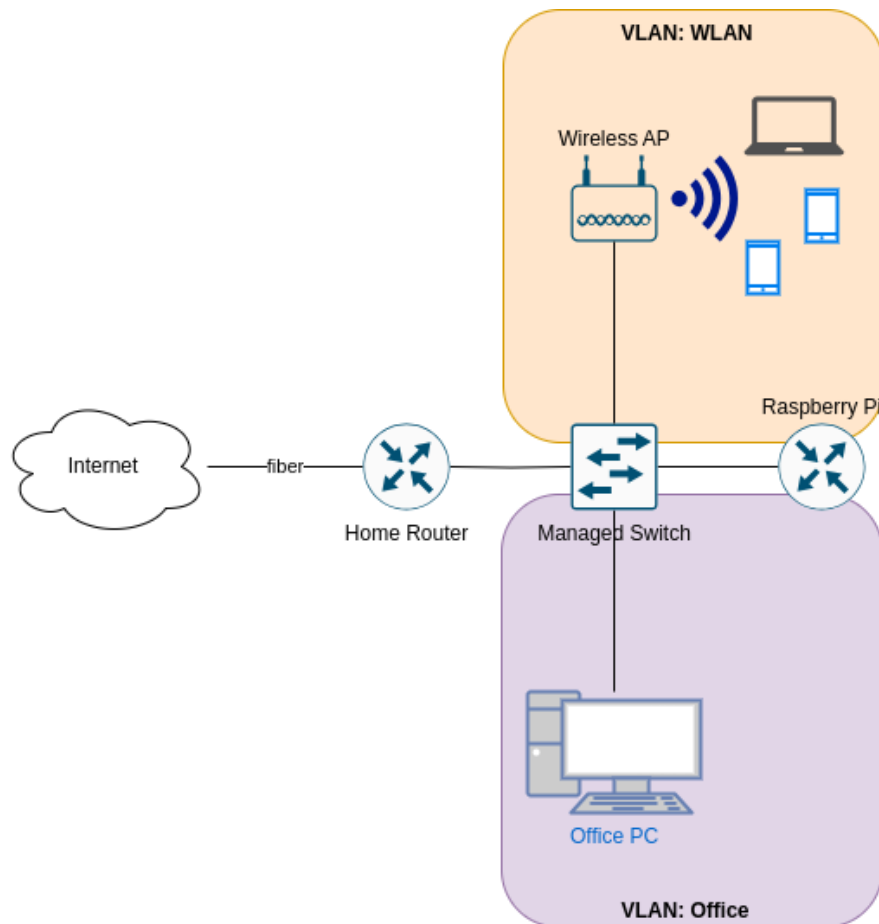 VLAN: WLAN
Wireless AP
Raspberry Pi
Internet
fiber
Home Router
Managed Switch
Office PC
VLAN: Office